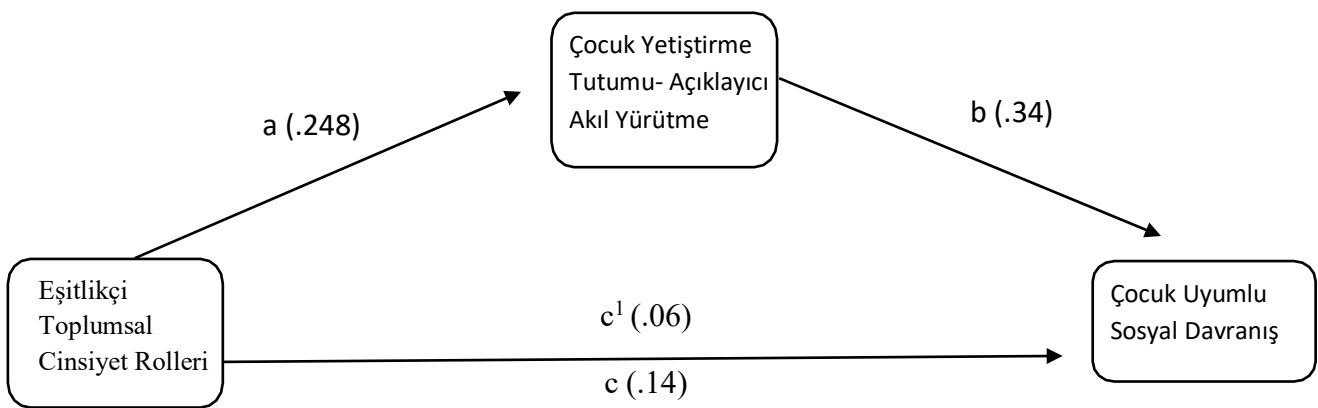 Çocuk Yetiştirme
Tutumu- Açıklayıcı
Akıl Yürütme
a (.248)
b (.34)
Eşitlikçi
Toplumsal
Cinsiyet Rolleri
c¹ (.06)
c (.14)
Çocuk Uyumlu
Sosyal Davranış